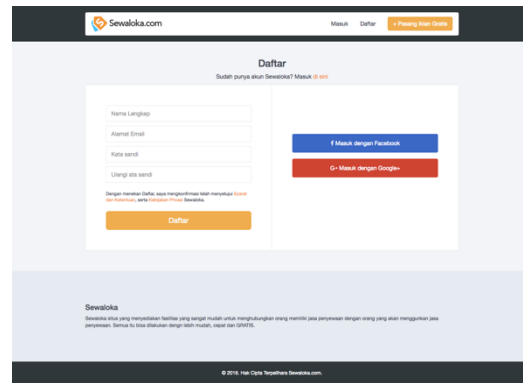 Sewaloka.com
Masuk Daftar + Pasang Iklan Gratis
Daftar
Sudah punya akun Sewaloka? Masuk di sini
Nama Lengkap
Alamat Email
Kata sandi
Ulangi ata sandi
f Masuk dengan Facebook
G+ Masuk dengan Google+
Dengan menekan Daftar, saya mengkonfirmasi telah menyetujui Syarat
dan Ketentuan, serta Kebijakan Privasi Sewaloka.
Daftar
Sewaloka
Sewaloka situs yang menyediakan fasilitas yang sangat mudah untuk menghubungkan orang memiliki jasa penyewaan dengan orang yang akan menggunkan jasa
penyewaan. Semua itu bisa dilakukan dengn lebih mudah, cepat dan GRATIS.
© 2016. Hak Cipta Terpelihara Sewaloka.com.